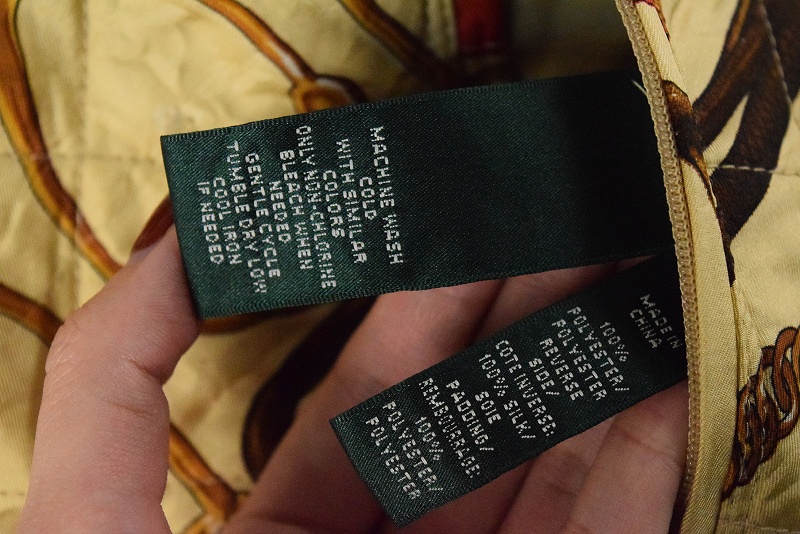 MACHINE WASH
COLD
WITH SIMILAR
COLORS
ONLY NON-CHLORINE
BLEACH WHEN
NEEDED
GENTLE CYCLE
TUMBLE DRY LOW
COOL IRON
IF NEEDED
MADE IN
CHINA
100%
POLYESTER/
POLYESTER
REVERSE
SIDE/
COTE INVERSE:
100% SILK/
SOIE
PADDING/
REMBOURRAGE:
100%
POLYESTER/
POLYESTER